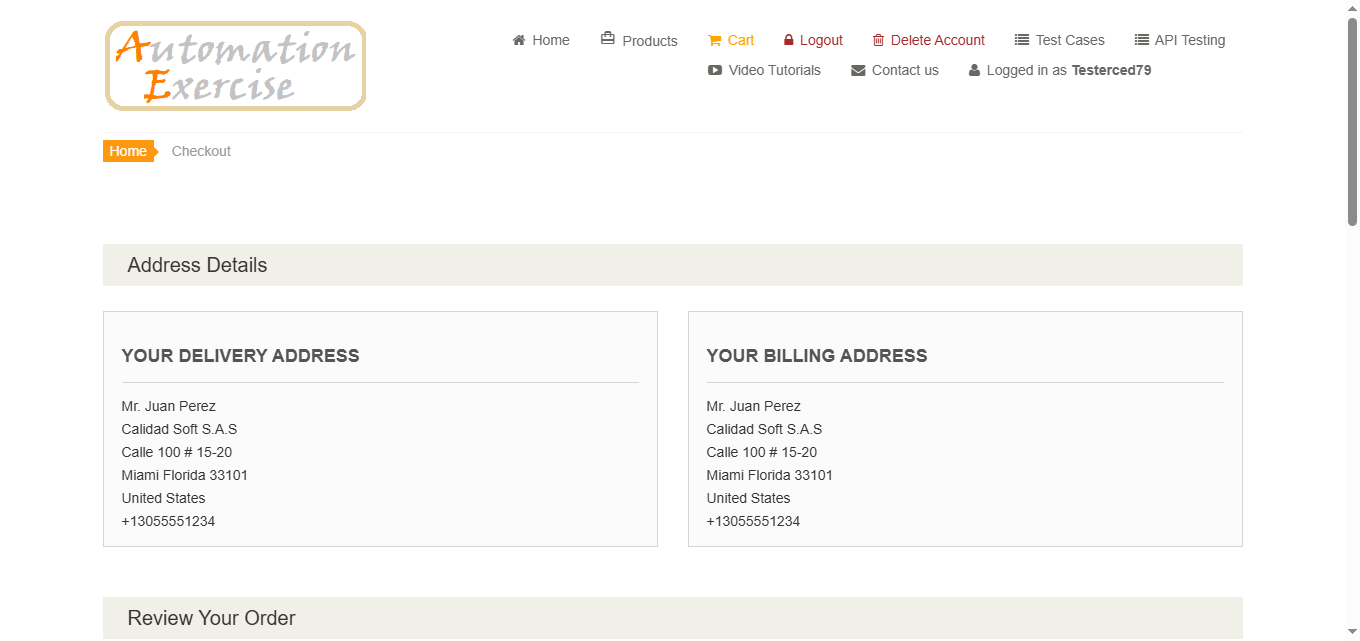 Automation
Exercise
Home Products Cart Logout Delete Account Test Cases API Testing
Video Tutorials Contact us Logged in as Testerced79
Home Checkout
Address Details
YOUR DELIVERY ADDRESS
Mr. Juan Perez
Calidad Soft S.A.S
Calle 100 # 15-20
Miami Florida 33101
United States
+13055551234
YOUR BILLING ADDRESS
Mr. Juan Perez
Calidad Soft S.A.S
Calle 100 # 15-20
Miami Florida 33101
United States
+13055551234
Review Your Order